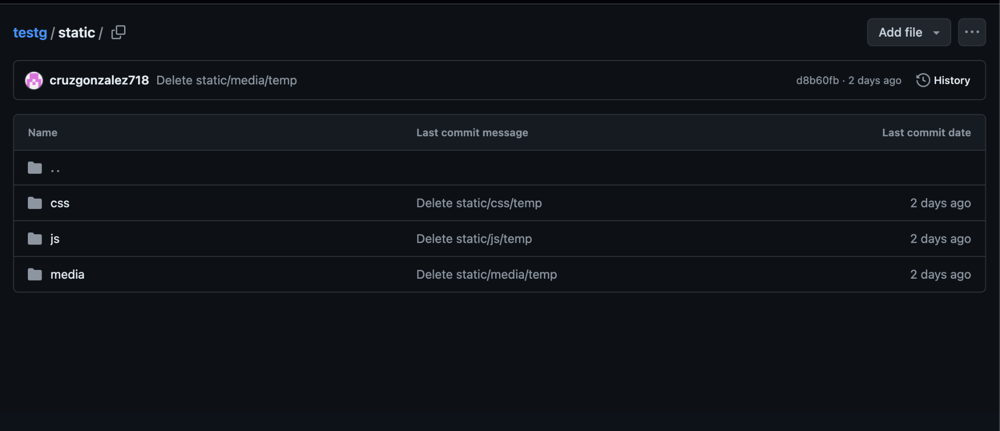 testg / static /
Add file
cruzgonzalez718 Delete static/media/temp
d8b60fb · 2 days ago
History
Name Last commit message Last commit date
..
css Delete static/css/temp 2 days ago
js Delete static/js/temp 2 days ago
media Delete static/media/temp 2 days ago